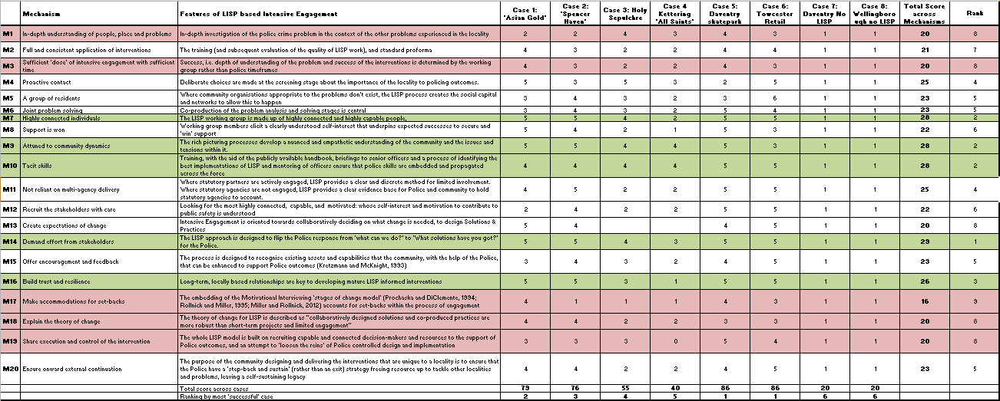 Mechanism Features of LISP based Intensive Engagement Case 1: 'Asian Gold' Case 2: 'Spencer Haven' Case 3: Holy Sepulchre Case 4 Kettering 'All Saints' Case 5: Daventry skatepark Case 6: Towcester Retail Case 7: Daventry No LISP Case 8: Wellingboro ugh no LISP Total Score across Mechanisms Rank
M1 In-depth understanding of people, place and problems In-depth investigation of the police crime problem in the context of the other problems experienced in the locality 2 2 4 3 4 3 1 1 20 8
M2 Full and consistent application of interventions The training (and subsequent evaluation of the quality of LISP work), and standard proforma 4 3 2 2 4 4 1 1 21 7
M3 Sufficient 'dose' of intensive engagement with sufficient time Success, i.e. depth of understanding of the problem and success of the interventions is determined by the working group rather than police timeframes 4 3 2 2 4 3 1 1 20 8
M4 Proactive contact Deliberate choices are made at the screening stage about the importance of the locality to policing outcomes. 5 3 5 3 2 5 1 1 25 4
M5 A group of residents Where community organisations appropriate to the problems don't exist, the LISP process creates the social capital and networks to allow this to happen 3 4 3 2 3 6 1 1 23 5
M6 Joint problem solving Co-production of the problem analysis and solving stages is central 3 4 3 2 5 4 1 1 23 5
M7 Highly connected individuals The LISP working group is made up of highly connected and highly capable people, 5 5 4 2 5 5 1 1 28 2
M8 Support is won Working group members elicit a clearly understood self-interest that underpins expected successes to secure and 'win' support 5 4 2 1 5 3 1 1 22 6
M9 Attuned to community dynamics The rich picturing processes develop a nuanced and empathetic understanding of the community and the issues and tensions within it. 5 5 4 4 5 3 1 1 28 2
M10 Tacit skills Training, with the aid of the publicly available handbook, briefings to senior officers and a process of identifying the best implementations of LISP and mentoring of officers ensure that police skills are embedded and propagated across the force 4 4 4 4 5 5 1 1 28 2
M11 Not reliant on multi-agency delivery Where statutory partners are actively engaged, LISP provides a clear and discrete method for limited involvement. Where statutory agencies are not engaged, LISP provides a clear evidence base for Police and community to hold statutory agencies to account. 4 5 2 2 5 5 1 1 25 4
M12 Recruit the stakeholders with care Looking for the most highly connected, capable, and motivated: whose self-interest and motivation to contribute to public safety is understood 2 4 2 2 5 5 1 1 22 6
M13 Create expectations of change Intensive Engagement is oriented towards collaboratively deciding on what change is needed, to design Solutions & Practices 5 4 4 5 1 1 20 8
M14 Demand effort from stakeholders The LISP approach is designed to flip the Police response from 'what can we do?' to "What solutions have you got?' for the Police. 5 5 4 3 5 5 1 1 29 1
M15 Offer encouragement and feedback The process is designed to recognise existing assets and capabilities that the community, with the help of the Police, that can be enhanced to support Police outcomes (Kretzmann and McKnight, 1993) 3 4 3 2 4 5 1 1 23 5
M16 Build trust and resilience Long-term, locally based relationships are key to developing mature LISP informed interventions 5 5 3 1 5 5 1 1 26 3
M17 Make accommodations for set-backs The embedding of the Motivational Interviewing 'stages of change model' (Prochaska and DiClemente, 1994; Rollnick and Miller, 1995; Miller and Rollnick, 2012) accounts for set-backs within the process of engagement 4 1 1 1 4 3 1 1 16 9
M18 Explain the theory of change The theory of change for LISP is described as "collaboratively designed solutions and co-produced practices are more robust than short-term projects and limited engagement" 4 4 2 2 3 3 1 1 20 8
M19 Share execution and control of the intervention The whole LISP model is built on recruiting capable and connected decision-makers and resources to the support of Police outcomes, and an attempt to 'loosen the reins' of Police controlled design and implementation 3 3 3 0 5 4 1 1 20 8
M20 Ensure onward external continuation The purpose of the community designing and delivering the interventions that are unique to a locality is to ensure that the Police have a 'step-back and sustain' (rather than an exit) strategy freeing resource up to tackle other localities and problems, leaving a self-sustaining legacy 4 4 2 2 4 5 1 1 23 5
Total score across cases 79 76 55 40 86 86 20 20
Ranking by most 'successful' case 2 3 4 5 1 1 6 6